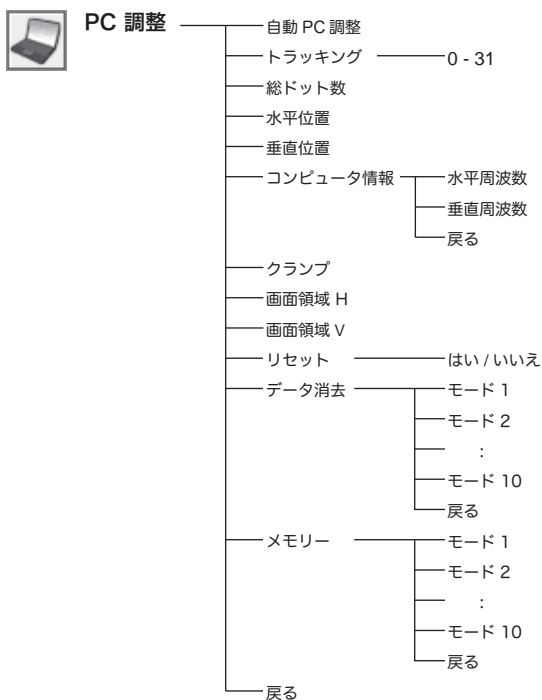 PC 調整
自動 PC 調整
トラッキング 0 - 31
総ドット数
水平位置
垂直位置
コンピュータ情報 水平周波数
垂直周波数
戻る
クランプ
画面領域 H
画面領域 V
リセット はい / いいえ
データ消去 モード 1
モード 2
:
モード 10
戻る
メモリー モード 1
モード 2
:
モード 10
戻る
戻る